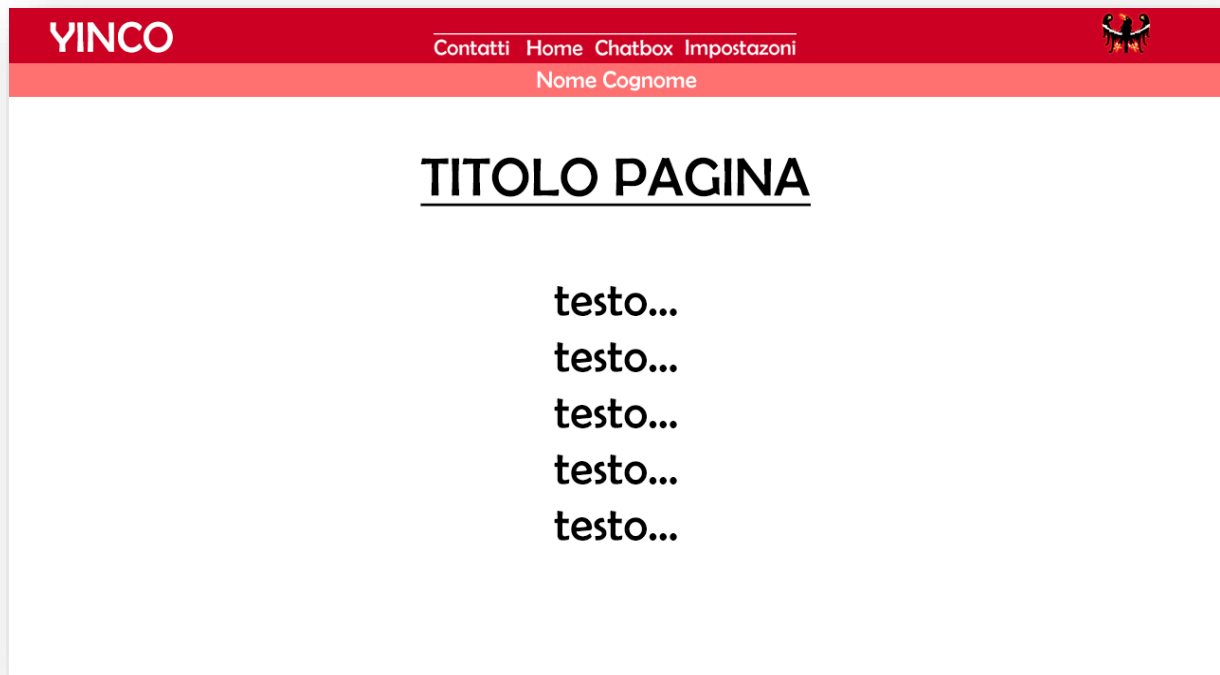 YINCO
Contatti Home Chatbox Impostazoni
Nome Cognome
TITOLO PAGINA
testo...
testo...
testo...
testo...
testo...